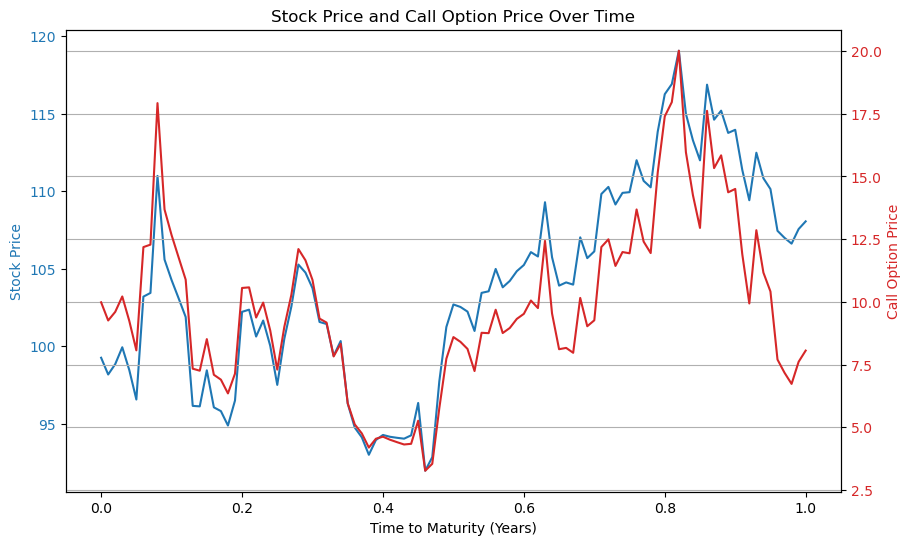 Stock Price and Call Option Price Over Time
120
115
110
105
100
95
Stock Price
20.0
17.5
15.0
12.5
10.0
7.5
5.0
2.5
Call Option Price
0.0 0.2 0.4 0.6 0.8 1.0
Time to Maturity (Years)